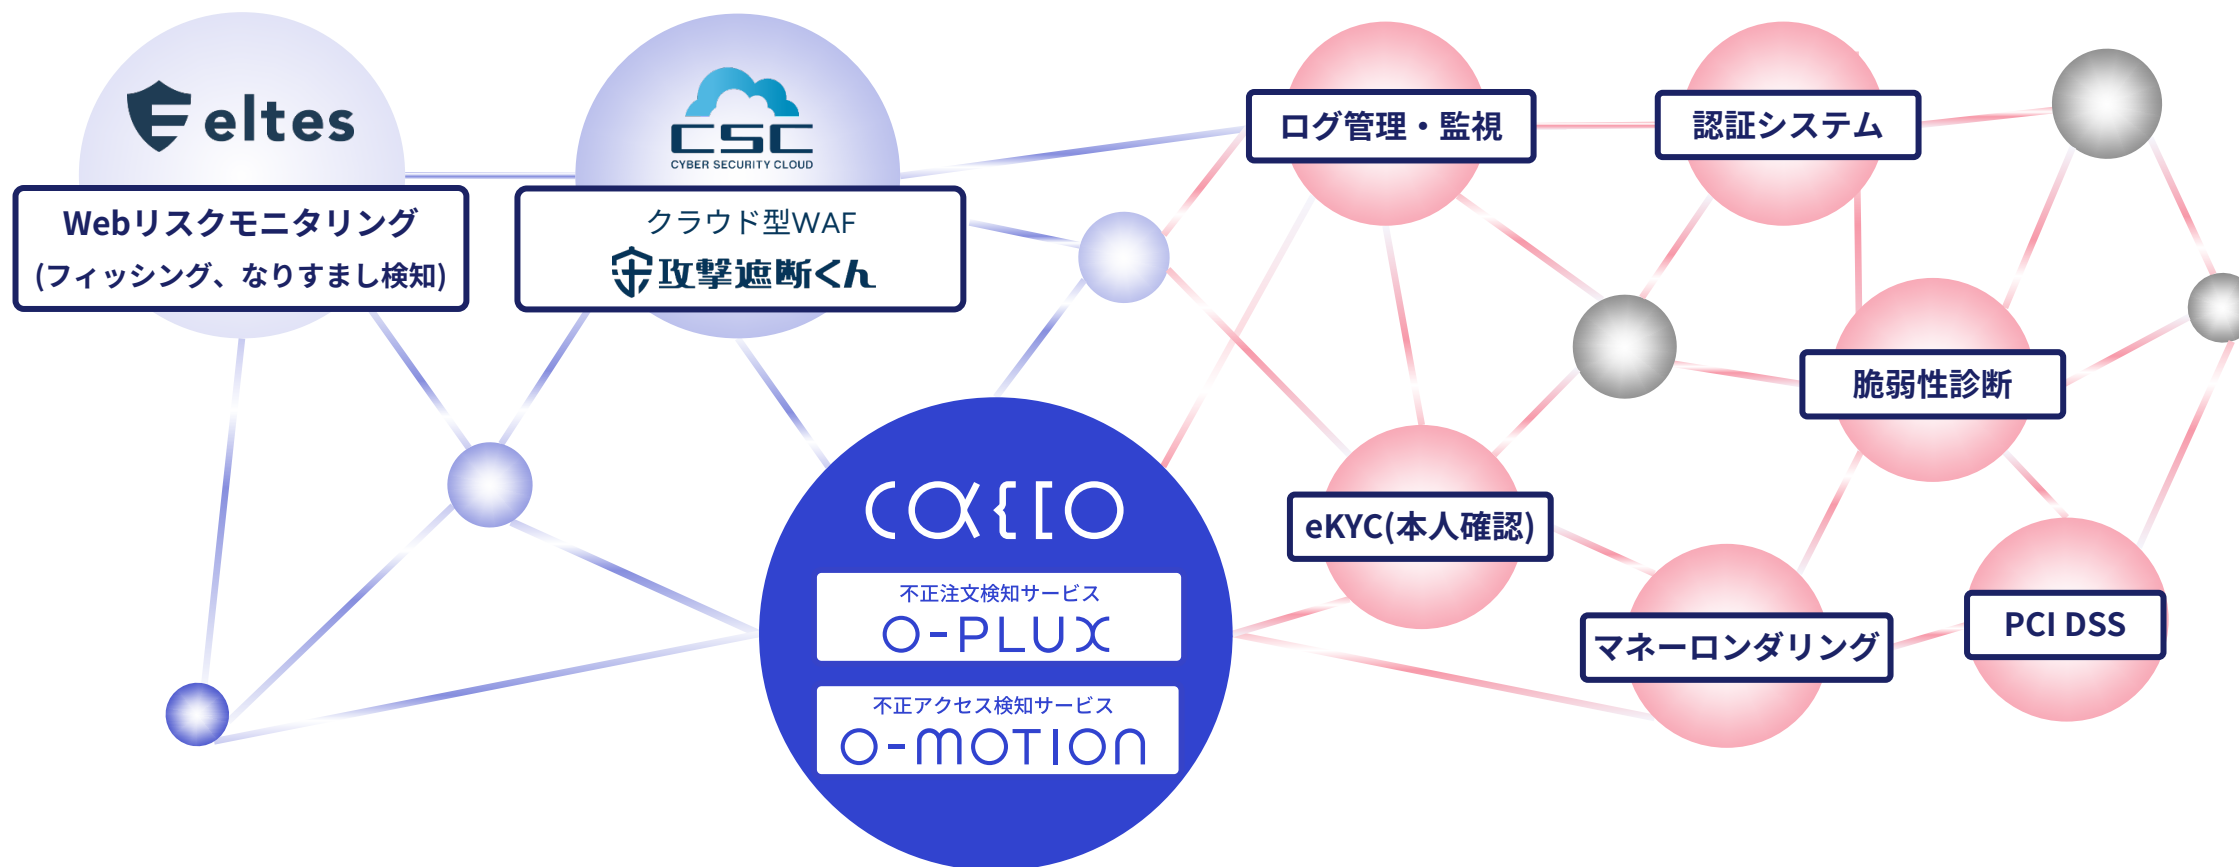 eltes
Webリスクモニタリング
(フィッシング、なりすまし検知)
CSC
CYBER SECURITY CLOUD
クラウド型WAF
攻撃遮断くん
cacco
不正注文検知サービス
O-PLUX
不正アクセス検知サービス
O-MOTION
ログ管理・監視
認証システム
脆弱性診断
eKYC(本人確認)
マネーロンダリング
PCI DSS